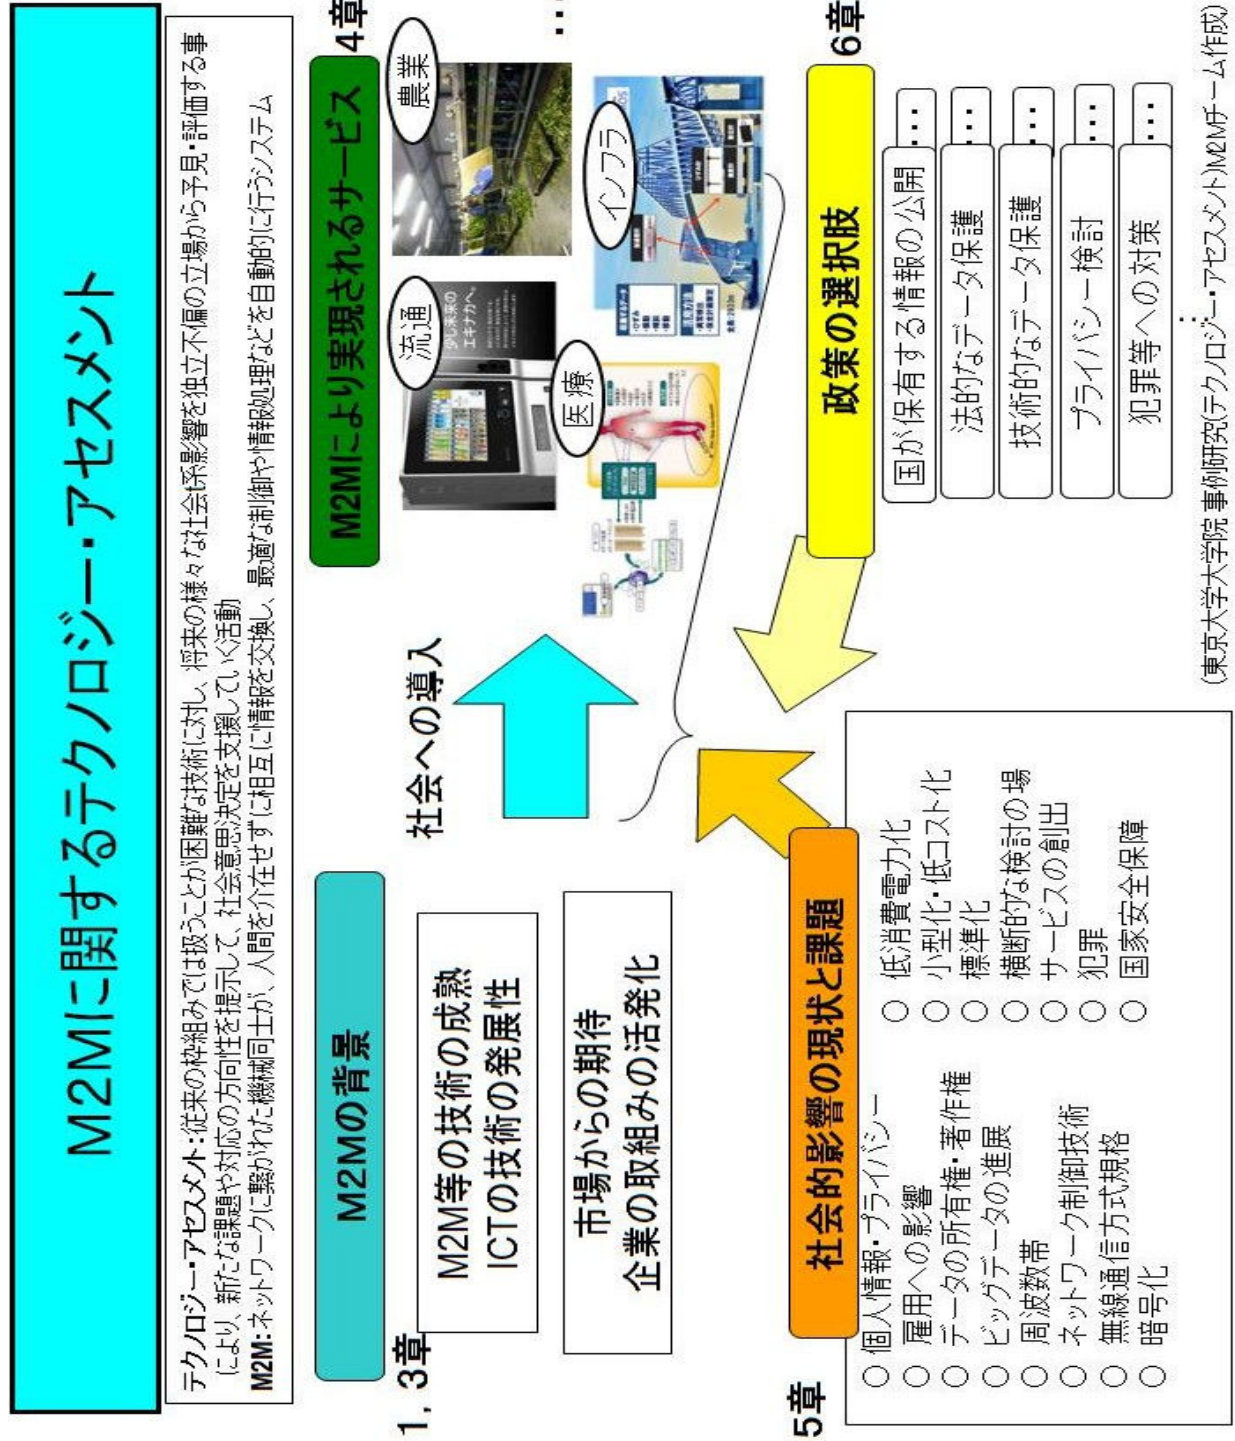 M2Mに関するテクノロジー・アセスメント
テクノロジー・アセスメント：従来の枠組みでは扱うことが困難な技術に対し、将来の様々な社会t系影響を独立不偏の立場から予見・評価する事
により、新たな課題や対応の方向性を提示して、社会意思決定を支援していく活動
M2M：ネットワークに繋がれた機械同士が、人間を介在せずに相互に情報を交換し、最適な制御や情報処理などを自動的に行うシステム
1, 3章
M2Mの背景
M2M等の技術の成熟
ICTの技術の発展性
市場からの期待
企業の取組みの活発化
社会への導入
M2Mにより実現されるサービス
4章
流通
少し未来の
エキナカへ。
農業
医療
インフラ
…
5章
社会的影響の現状と課題
○ 個人情報・プライバシー
○ 雇用への影響
○ データの所有権・著作権
○ ビッグデータの進展
○ 周波数帯
○ ネットワーク制御技術
○ 無線通信方式規格
○ 暗号化
○ 低消費電力化
○ 小型化・低コスト化
○ 標準化
○ 横断的な検討の場
○ サービスの創出
○ 犯罪
○ 国家安全保障
政策の選択肢
6章
国が保有する情報の公開 …
法的なデータ保護 …
技術的なデータ保護 …
プライバシー検討 …
犯罪等への対策 …
…
(東京大学大学院 事例研究(テクノロジー・アセスメント)M2Mチーム作成)